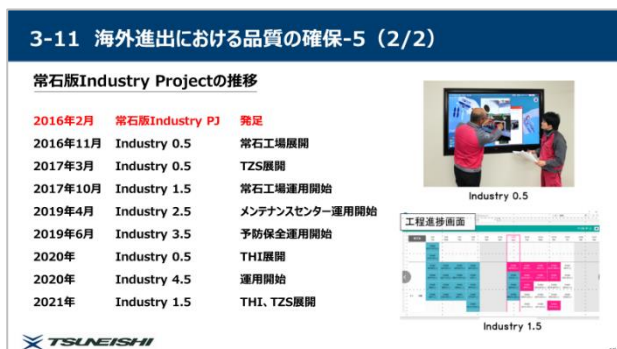 3-11 海外進出における品質の確保-5（2/2）
常石版Industry Projectの推移
2016年2月 常石版Industry PJ 発足
2016年11月 Industry 0.5 常石工場展開
2017年3月 Industry 0.5 TZS展開
2017年10月 Industry 1.5 常石工場運用開始
2019年4月 Industry 2.5 メンテナンスセンター運用開始
2019年6月 Industry 3.5 予防保全運用開始
2020年 Industry 0.5 THI展開
2020年 Industry 4.5 運用開始
2021年 Industry 1.5 THI、TZS展開
Industry 0.5
工程進捗画面
Industry 1.5
TSUNEISHI